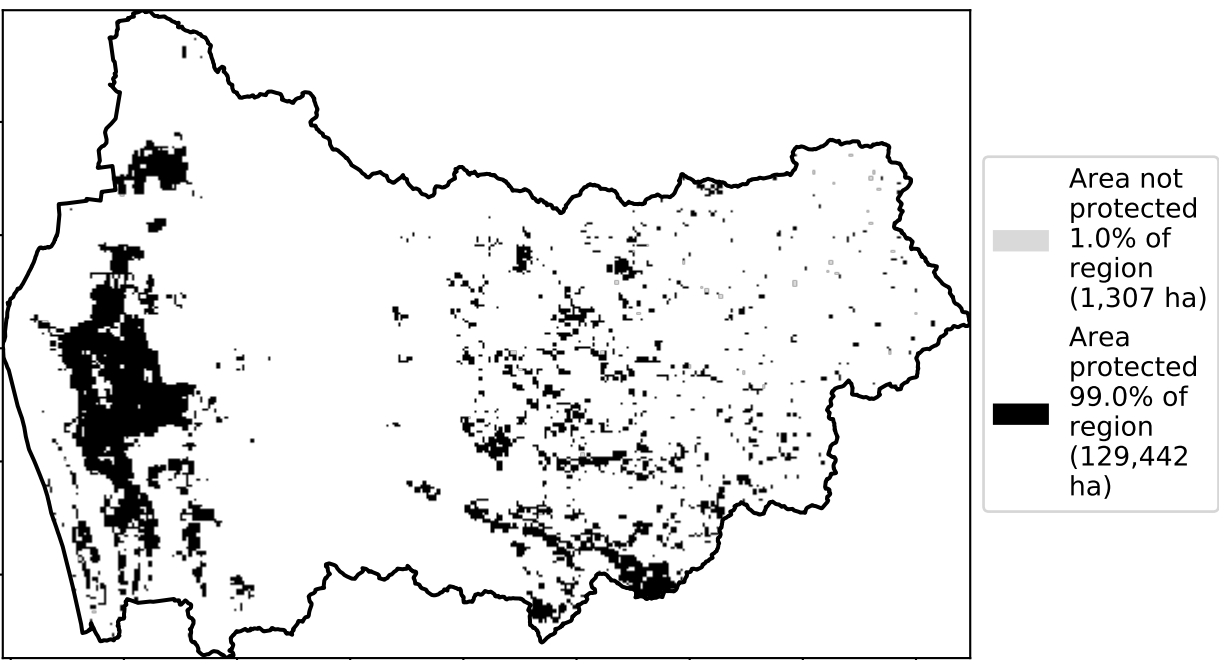 Area not
protected
1.0% of
region
(1,307 ha)
Area
protected
99.0% of
region
(129,442
ha)